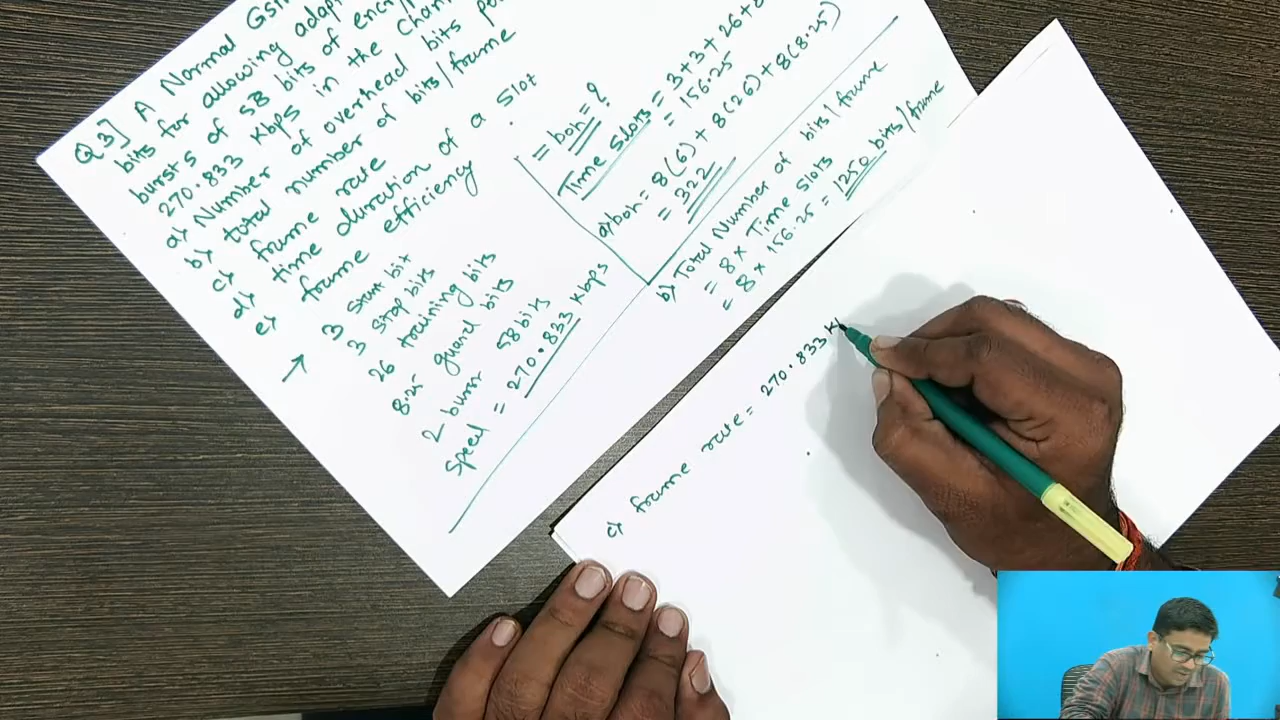 Q3] A Normal GSM
bits for allowing adap
bursts of 58 bits of encr
270.833 Kbps in the Chan
a) Number of overhead bits pe
b) total number of bits/frame
c) frame rate
d) time duration of a slot
e) frame efficiency
→ 3 start bit
3 stop bits
26 training bits
8.25 guard bits
2 burst 58 bits
speed = 270.833 Kbps
= boh = ?
Time slots = 3+3+26+8
= 156.25
a) boh = 8(6) + 8(26) + 8(8.25)
= 322
b) Total Number of bits/frame
= 8 x Time slots
= 8 x 156.25 = 1250 bits/frame
c) frame rate = 270.833 K